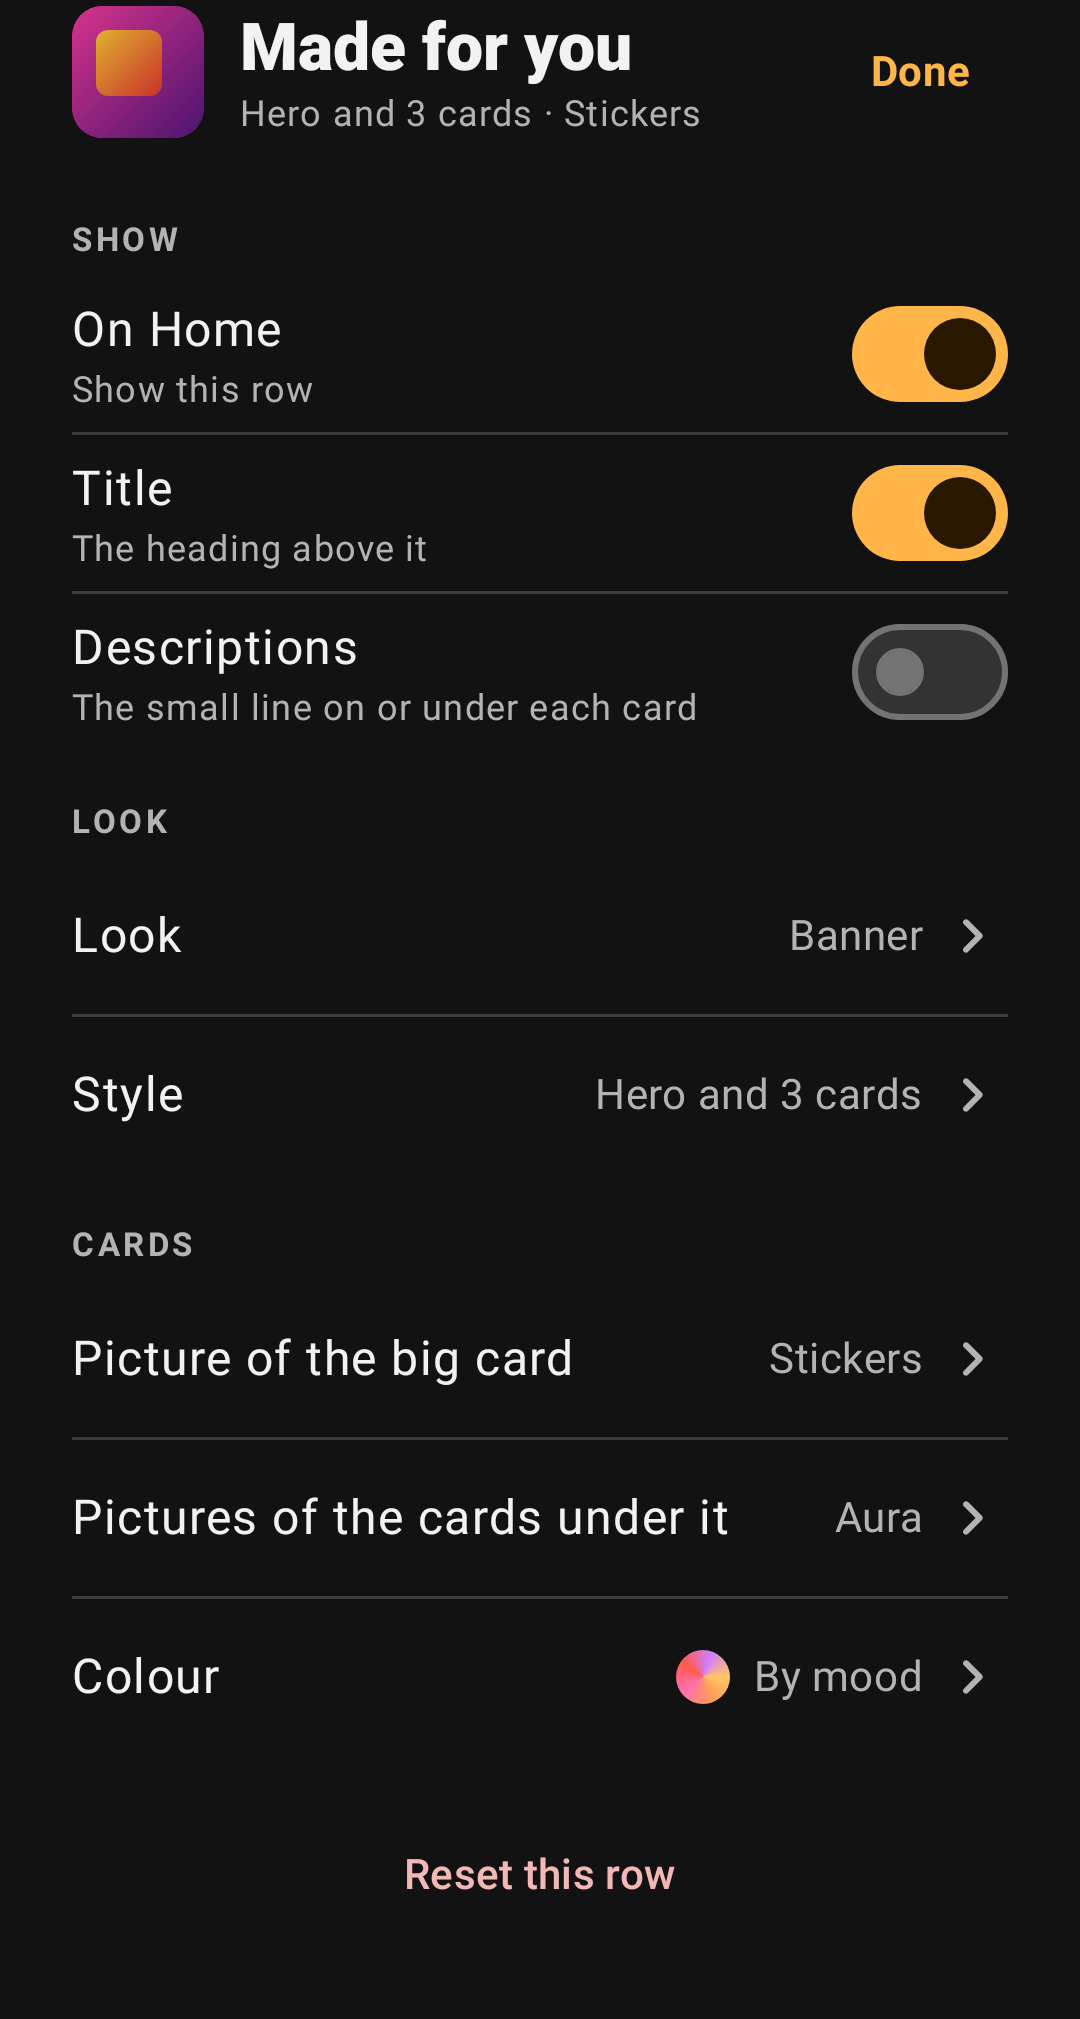 Made for you
Done
Hero and 3 cards · Stickers
SHOW
On Home
Show this row
Title
The heading above it
Descriptions
The small line on or under each card
LOOK
Look
Banner
Style
Hero and 3 cards
CARDS
Picture of the big card
Stickers
Pictures of the cards under it
Aura
Colour
By mood
Reset this row